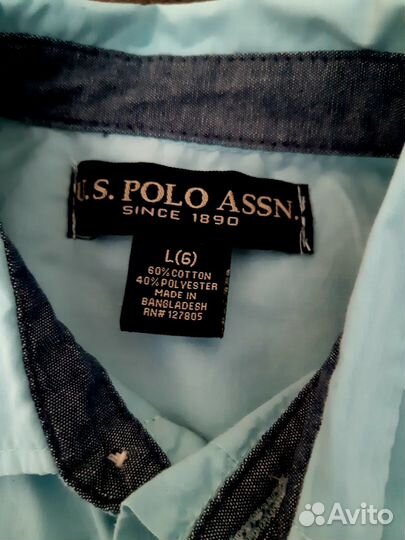 U.S. POLO ASSN.
SINCE 1890
L(6)
60% COTTON
40% POLYESTER
MADE IN
BANGLADESH
RN# 127805
Avito